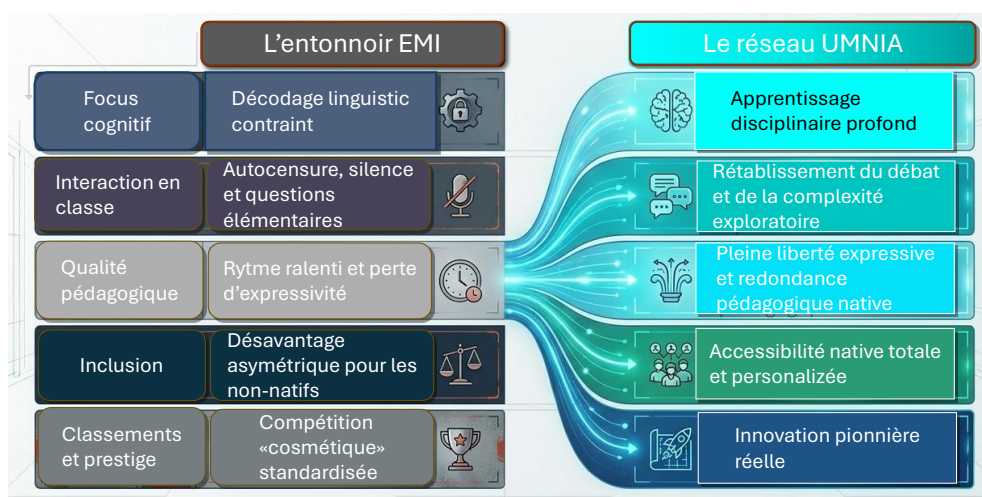 L'entonnoir EMI
Le réseau UMNIA
Focus
cognitif
Décodage linguistic
contraint
Apprentissage
disciplinaire profond
Interaction en
classe
Autocensure, silence
et questions
élémentaires
Rétablissement du débat
et de la complexité
exploratoire
Qualité
pédagogique
Rytme ralenti et perte
d'expressivité
Pleine liberté expressive
et redondance
pédagogique native
Inclusion
Désavantage
asymétrique pour les
non-natifs
Accessibilité native totale
et personalizée
Classements
et prestige
Compétition
«cosmétique»
standardisée
Innovation pionnière
réelle